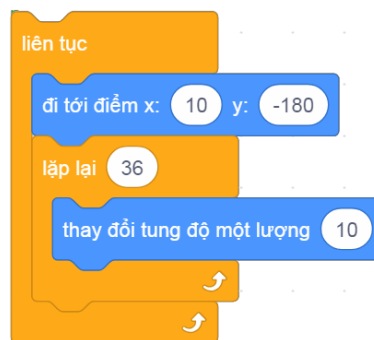 liên tục
đi tới điểm x: 10 y: -180
lặp lại 36
thay đổi tung độ một lượng 10